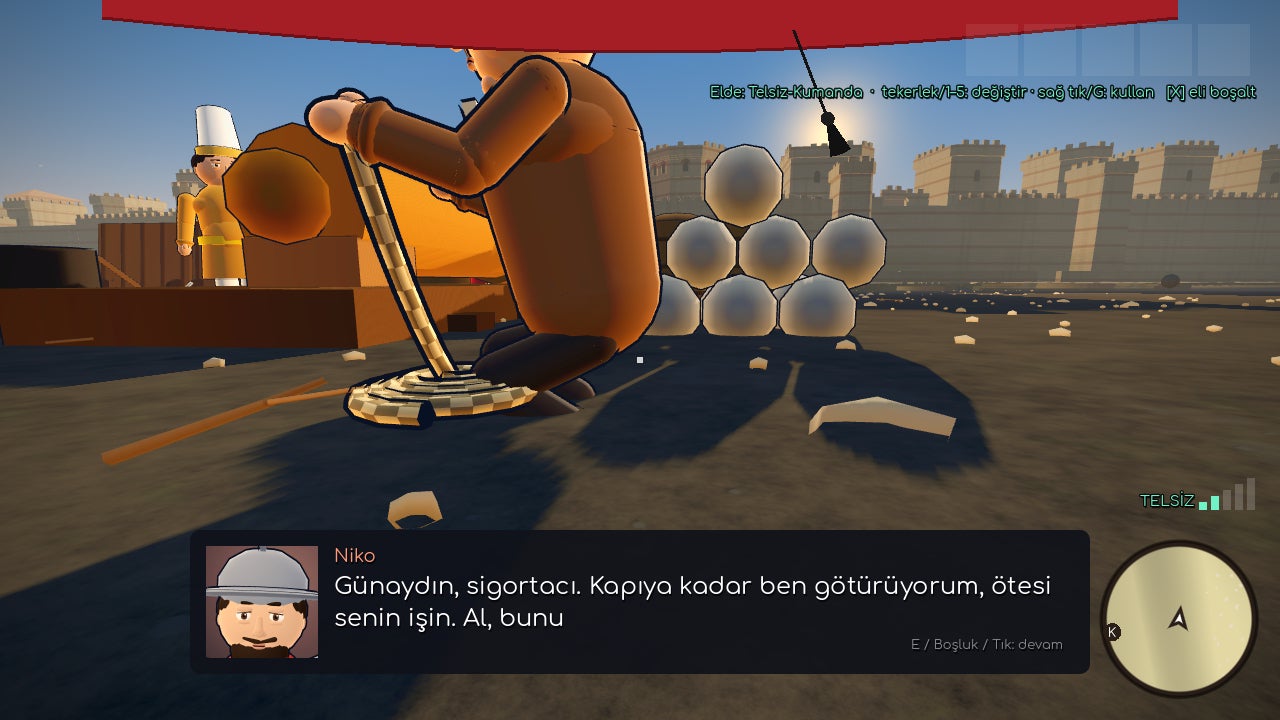 Elde: Telsiz-Kumanda · tekerlek/1-5: değiştir · sağ tık/G: kullan [X] eli boşalt
TELSİZ
K
Niko
Günaydın, sigortacı. Kapıya kadar ben götürüyorum, ötesi
senin işin. Al, bunu
E / Boşluk / Tık: devam